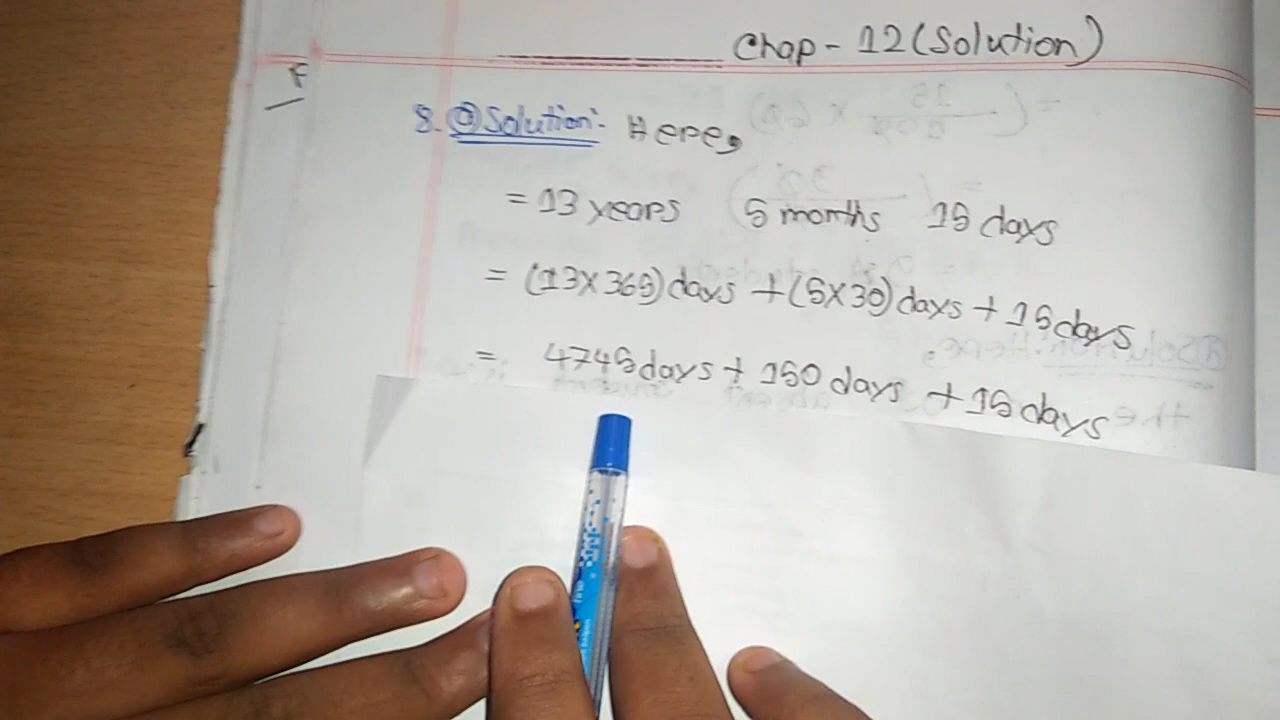 Chap - 12 (Solution)
F
8. ⓐ Solution:- Here,
= 13 years 5 months 15 days
= (13×365) days + (5×30) days + 15 days
= 4745 days + 150 days + 15 days